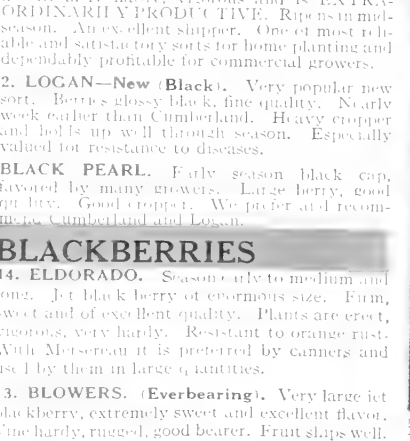 ORDINARILY PRODUCTIVE. Ripens in mid-
season. An excellent shipper. One of most reli-
able and satisfactory sorts for home planting and
dependably profitable for commercial growers.
2. LOGAN—New (Black). Very popular new
sort. Berries glossy black, fine quality. Nearly
week earlier than Cumberland. Heavy cropper
and holds up well through season. Especially
valued for resistance to diseases.
BLACK PEARL. Early season black cap,
favored by many growers. Large berry, good
quality. Good cropper. We prefer and recom-
mend Cumberland and Logan.
BLACKBERRIES
14. ELDORADO. Season early to medium and
long. Jet black berry of enormous size. Firm,
sweet and of excellent quality. Plants are erect,
vigorous, very hardy. Resistant to orange rust.
With Mersereau it is preferred by canners and
used by them in large quantities.
3. BLOWERS. (Everbearing). Very large jet
blackberry, extremely sweet and excellent flavor.
Vine hardy, rugged, good bearer. Fruit ships well.